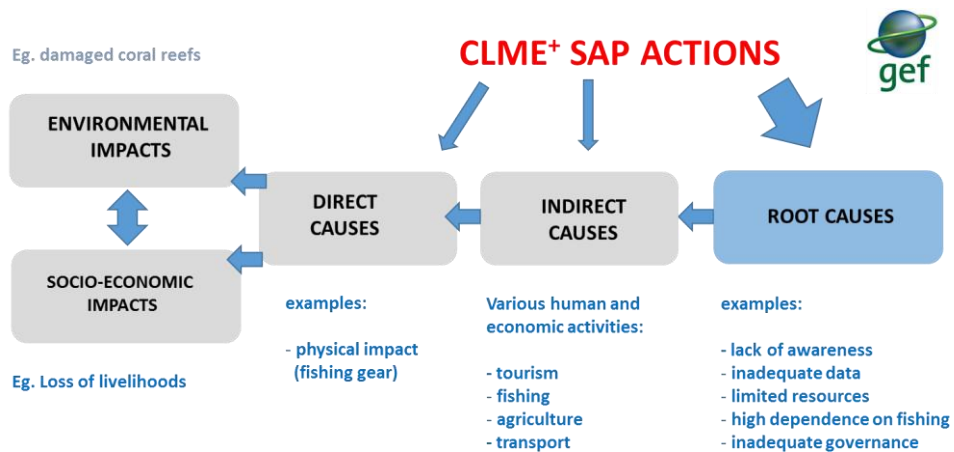 Eg. damaged coral reefs
CLME+ SAP ACTIONS
gef
ENVIRONMENTAL
IMPACTS
DIRECT
CAUSES
INDIRECT
CAUSES
ROOT CAUSES
SOCIO-ECONOMIC
IMPACTS
Eg. Loss of livelihoods
examples:
- physical impact
(fishing gear)
Various human and
economic activities:
- tourism
- fishing
- agriculture
- transport
examples:
- lack of awareness
- inadequate data
- limited resources
- high dependence on fishing
- inadequate governance